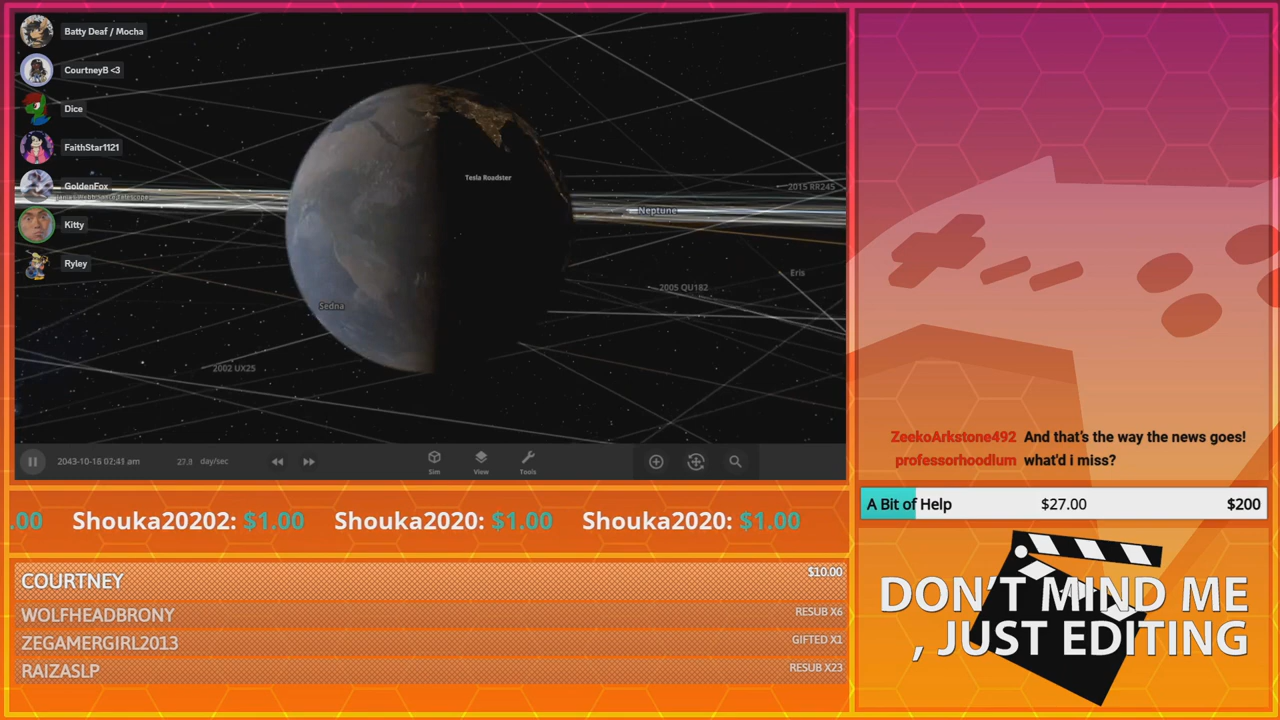 Batty Deaf / Mocha
CourtneyB <3
Dice
FaithStar1121
GoldenFox
James Webb Space Telescope
Kitty
Ryley
Tesla Roadster
2015 RR245
Neptune
Eris
2005 QU182
Sedna
2002 UX25
2043-10-16 07:41 am
27.8 day/sec
Sim
View
Tools
ZeekoArkstone492 And that's the way the news goes!
professorhoodlum what'd i miss?
A Bit of Help $27.00 $200
.00 Shouka20202: $1.00 Shouka2020: $1.00 Shouka2020: $1.00
COURTNEY $10.00
WOLFHEADBRONY RESUB X6
ZEGAMERGIRL2013 GIFTED X1
RAIZASLP RESUB X23
DON'T MIND ME
, JUST EDITING